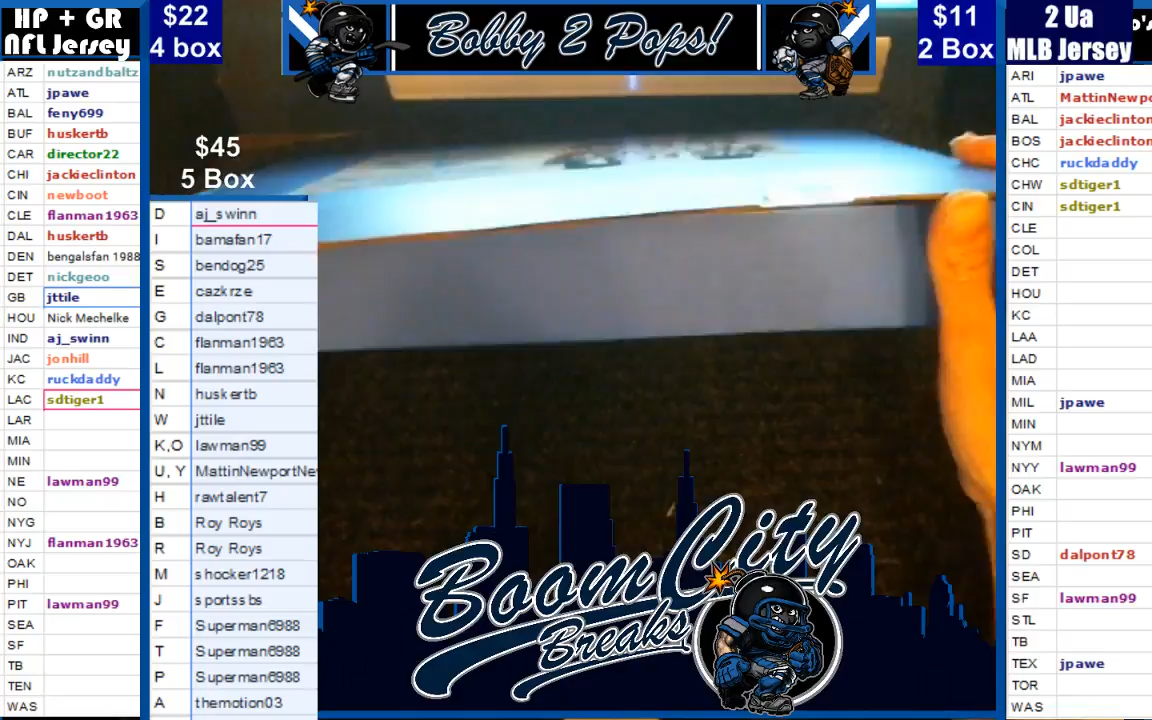 HP + GR
NFL Jersey
ARZ nutzandbaltz
ATL jpawe
BAL feny699
BUF huskertb
CAR director22
CHI jackieclinton
CIN newboot
CLE flanman1963
DAL huskertb
DEN bengalsfan 1988
DET nickgeoo
GB jttile
HOU Nick Mechelke
IND aj_swinn
JAC jonhill
KC ruckdaddy
LAC sdtiger1
LAR
MIA
MIN
NE lawman99
NO
NYG
NYJ flanman1963
OAK
PHI
PIT lawman99
SEA
SF
TB
TEN
WAS
$22
4 box
$45
5 Box
D aj_swinn
I bamafan17
S bendog25
E cazkrze
G dalpont78
C flanman1963
L flanman1963
N huskertb
W jttile
K,O lawman99
U, Y MattinNewportNe
H rawtalent7
B Roy Roys
R Roy Roys
M shocker1218
J sportssbs
F Superman6988
T Superman6988
P Superman6988
A themotion03
Bobby 2 Pops!
Boom City
Breaks
$11
2 Box
2 Ua
MLB Jersey
o's
ARI jpawe
ATL MattinNewpo
BAL jackieclinton
BOS jackieclinton
CHC ruckdaddy
CHW sdtiger1
CIN sdtiger1
CLE
COL
DET
HOU
KC
LAA
LAD
MIA
MIL jpawe
MIN
NYM
NYY lawman99
OAK
PHI
PIT
SD dalpont78
SEA
SF lawman99
STL
TB
TEX jpawe
TOR
WAS